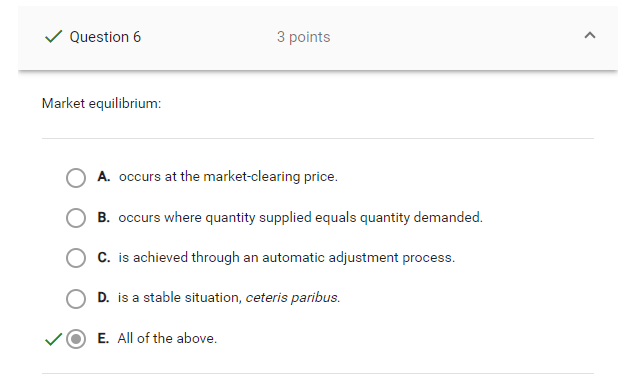 Question 6 3 points
Market equilibrium:
A. occurs at the market-clearing price.
B. occurs where quantity supplied equals quantity demanded.
C. is achieved through an automatic adjustment process.
D. is a stable situation, ceteris paribus.
E. All of the above.